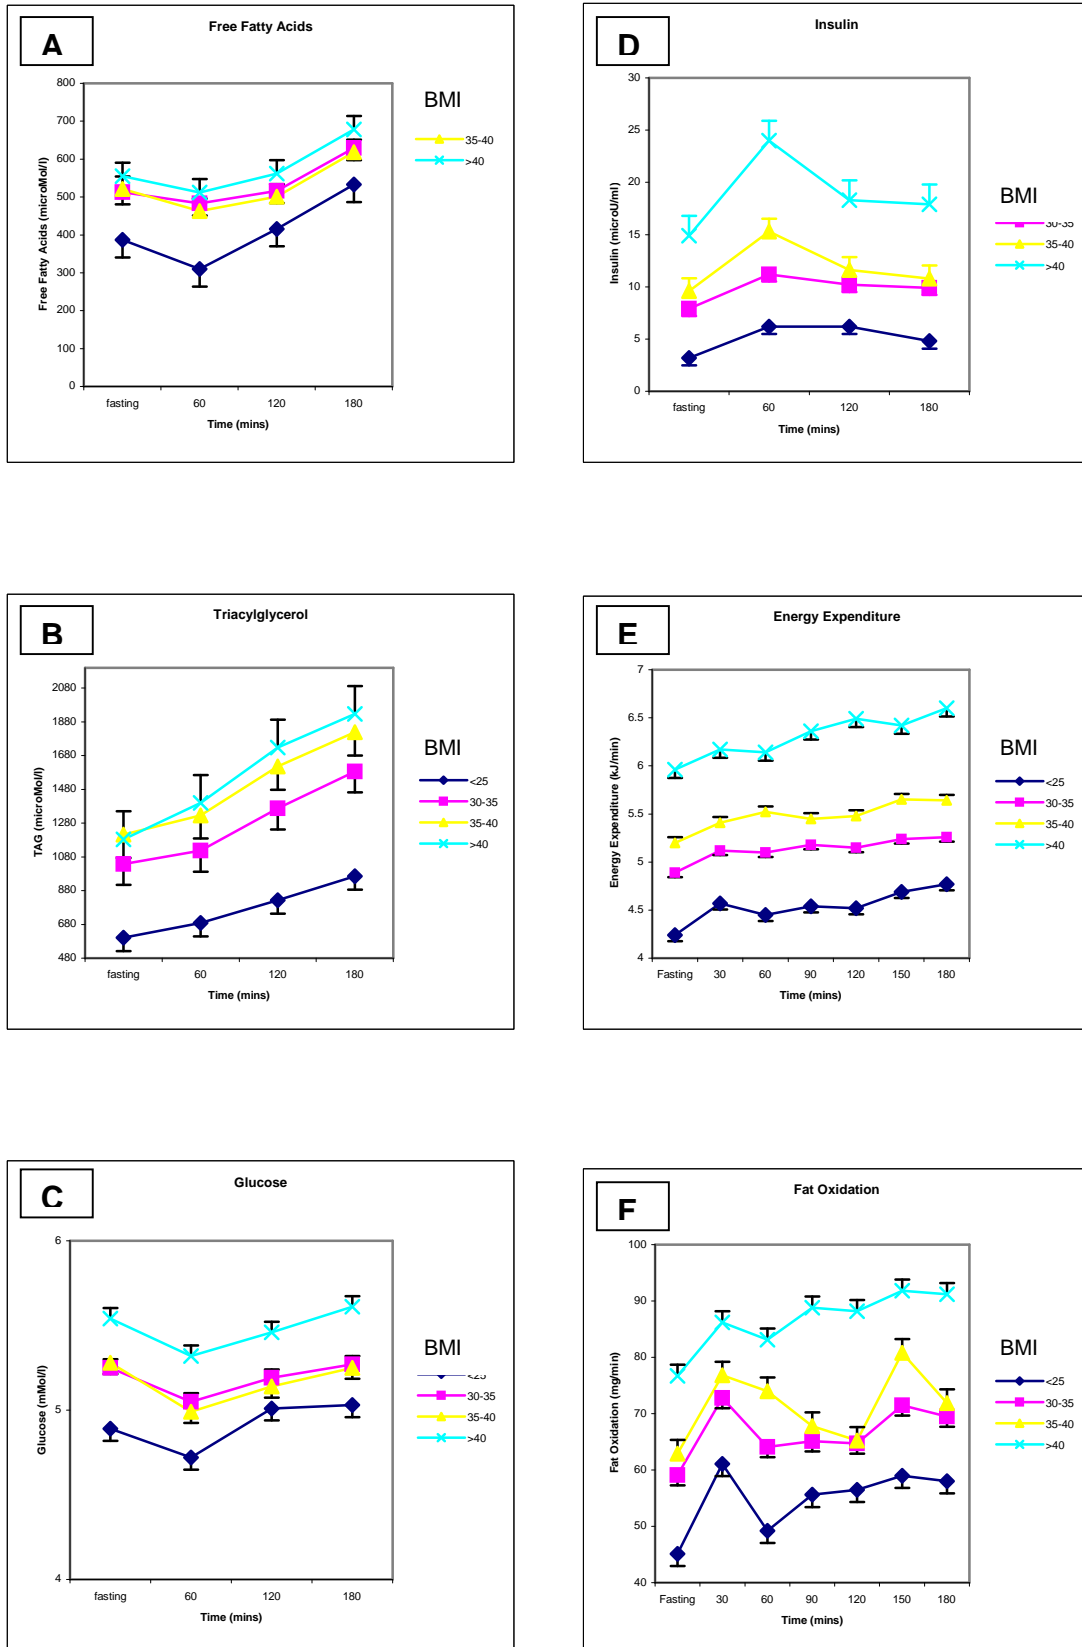 A
Free Fatty Acids
Free Fatty Acids (microMol/l)
800
700
600
500
400
300
200
100
0
fasting 60 120 180
Time (mins)
BMI
35-40
>40
D
Insulin
Insulin (microU/ml)
30
25
20
15
10
5
0
fasting 60 120 180
Time (mins)
BMI
30-35
35-40
>40
B
Triacylglycerol
TAG (microMol/l)
2080
1880
1680
1480
1280
1080
880
680
480
fasting 60 120 180
Time (mins)
BMI
<25
30-35
35-40
>40
E
Energy Expenditure
Energy Expenditure (kJ/min)
7
6.5
6
5.5
5
4.5
4
Fasting 30 60 90 120 150 180
Time (mins)
BMI
<25
30-35
35-40
>40
C
Glucose
Glucose (mMol/l)
6
5
4
fasting 60 120 180
Time (mins)
BMI
<25
30-35
35-40
>40
F
Fat Oxidation
Fat Oxidation (mg/min)
100
90
80
70
60
50
40
Fasting 30 60 90 120 150 180
Time (mins)
BMI
<25
30-35
35-40
>40